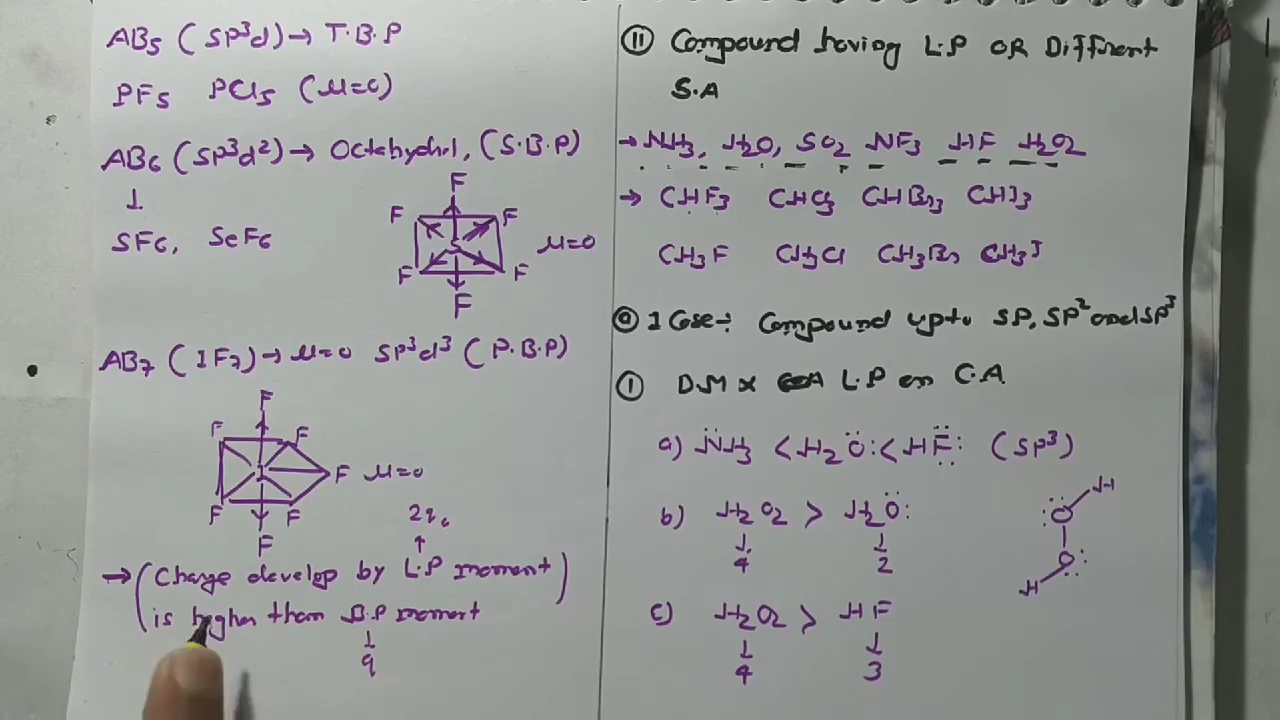 AB5 (SP³d) → T.B.P
PF5 PCl5 (μ=0)
AB6 (SP³d²) → Octahydrl, (S.B.P)
↓
SF6, SeF6
F
F F
S μ=0
F F
F
AB7 (IF7) → μ=0 SP³d³ (P.B.P)
F
F F
I F μ=0
F F
F
2qe
↑
→ (Charge develop by L.P moment
is higher than B.P moment)
↓
q
II Compound having L.P OR Different
S.A
→ NH3, H2O, SO2 NF3 HF H2O2
→ CHF3 CHCl3 CHBr3 CHI3
CH3F CH3Cl CH3Br CH3I
I Case:- Compound upto SP, SP² and SP³
I D.M ∝ L.P on C.A
a) NH3 < H2O: < HF: (SP³)
b) H2O2 > H2O:
↓ ↓
4 2
H
:O
O:
H
c) H2O2 > HF
↓ ↓
4 3